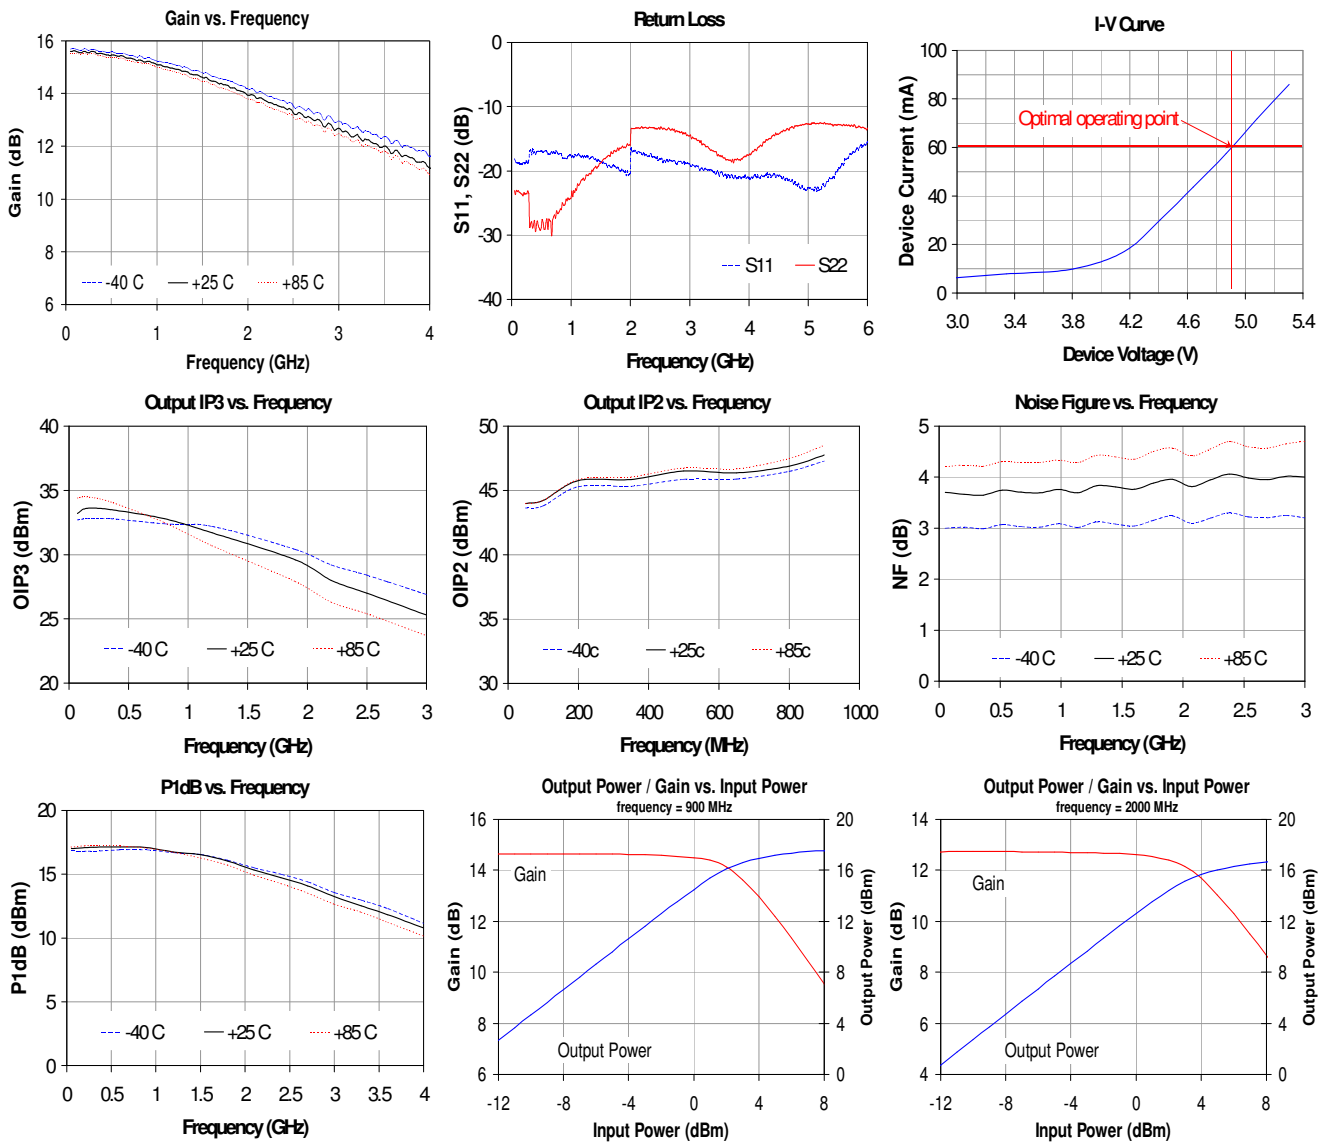 Gain vs. Frequency
16
14
12
10
8
6
Gain (dB)
-40 C
+25 C
+85 C
0
1
2
3
4
Frequency (GHz)
Return Loss
0
-10
-20
-30
-40
S11, S22 (dB)
S11
S22
0
1
2
3
4
5
6
Frequency (GHz)
I-V Curve
100
80
60
40
20
0
Device Current (mA)
Optimal operating point
3.0
3.4
3.8
4.2
4.6
5.0
5.4
Device Voltage (V)
Output IP3 vs. Frequency
40
35
30
25
20
OIP3 (dBm)
-40 C
+25 C
+85 C
0
0.5
1
1.5
2
2.5
3
Frequency (GHz)
Output IP2 vs. Frequency
50
45
40
35
30
OIP2 (dBm)
-40c
+25c
+85c
0
200
400
600
800
1000
Frequency (MHz)
Noise Figure vs. Frequency
5
4
3
2
1
0
NF (dB)
-40 C
+25 C
+85 C
0
0.5
1
1.5
2
2.5
3
Frequency (GHz)
P1dB vs. Frequency
20
15
10
5
0
P1dB (dBm)
-40 C
+25 C
+85 C
0
0.5
1
1.5
2
2.5
3
3.5
4
Frequency (GHz)
Output Power / Gain vs. Input Power
frequency = 900 MHz
16
14
12
10
8
6
Gain (dB)
Gain
Output Power
20
16
12
8
4
0
Output Power (dBm)
-12
-8
-4
0
4
8
Input Power (dBm)
Output Power / Gain vs. Input Power
frequency = 2000 MHz
14
12
10
8
6
4
Gain (dB)
Gain
Output Power
20
16
12
8
4
0
Output Power (dBm)
-12
-8
-4
0
4
8
Input Power (dBm)